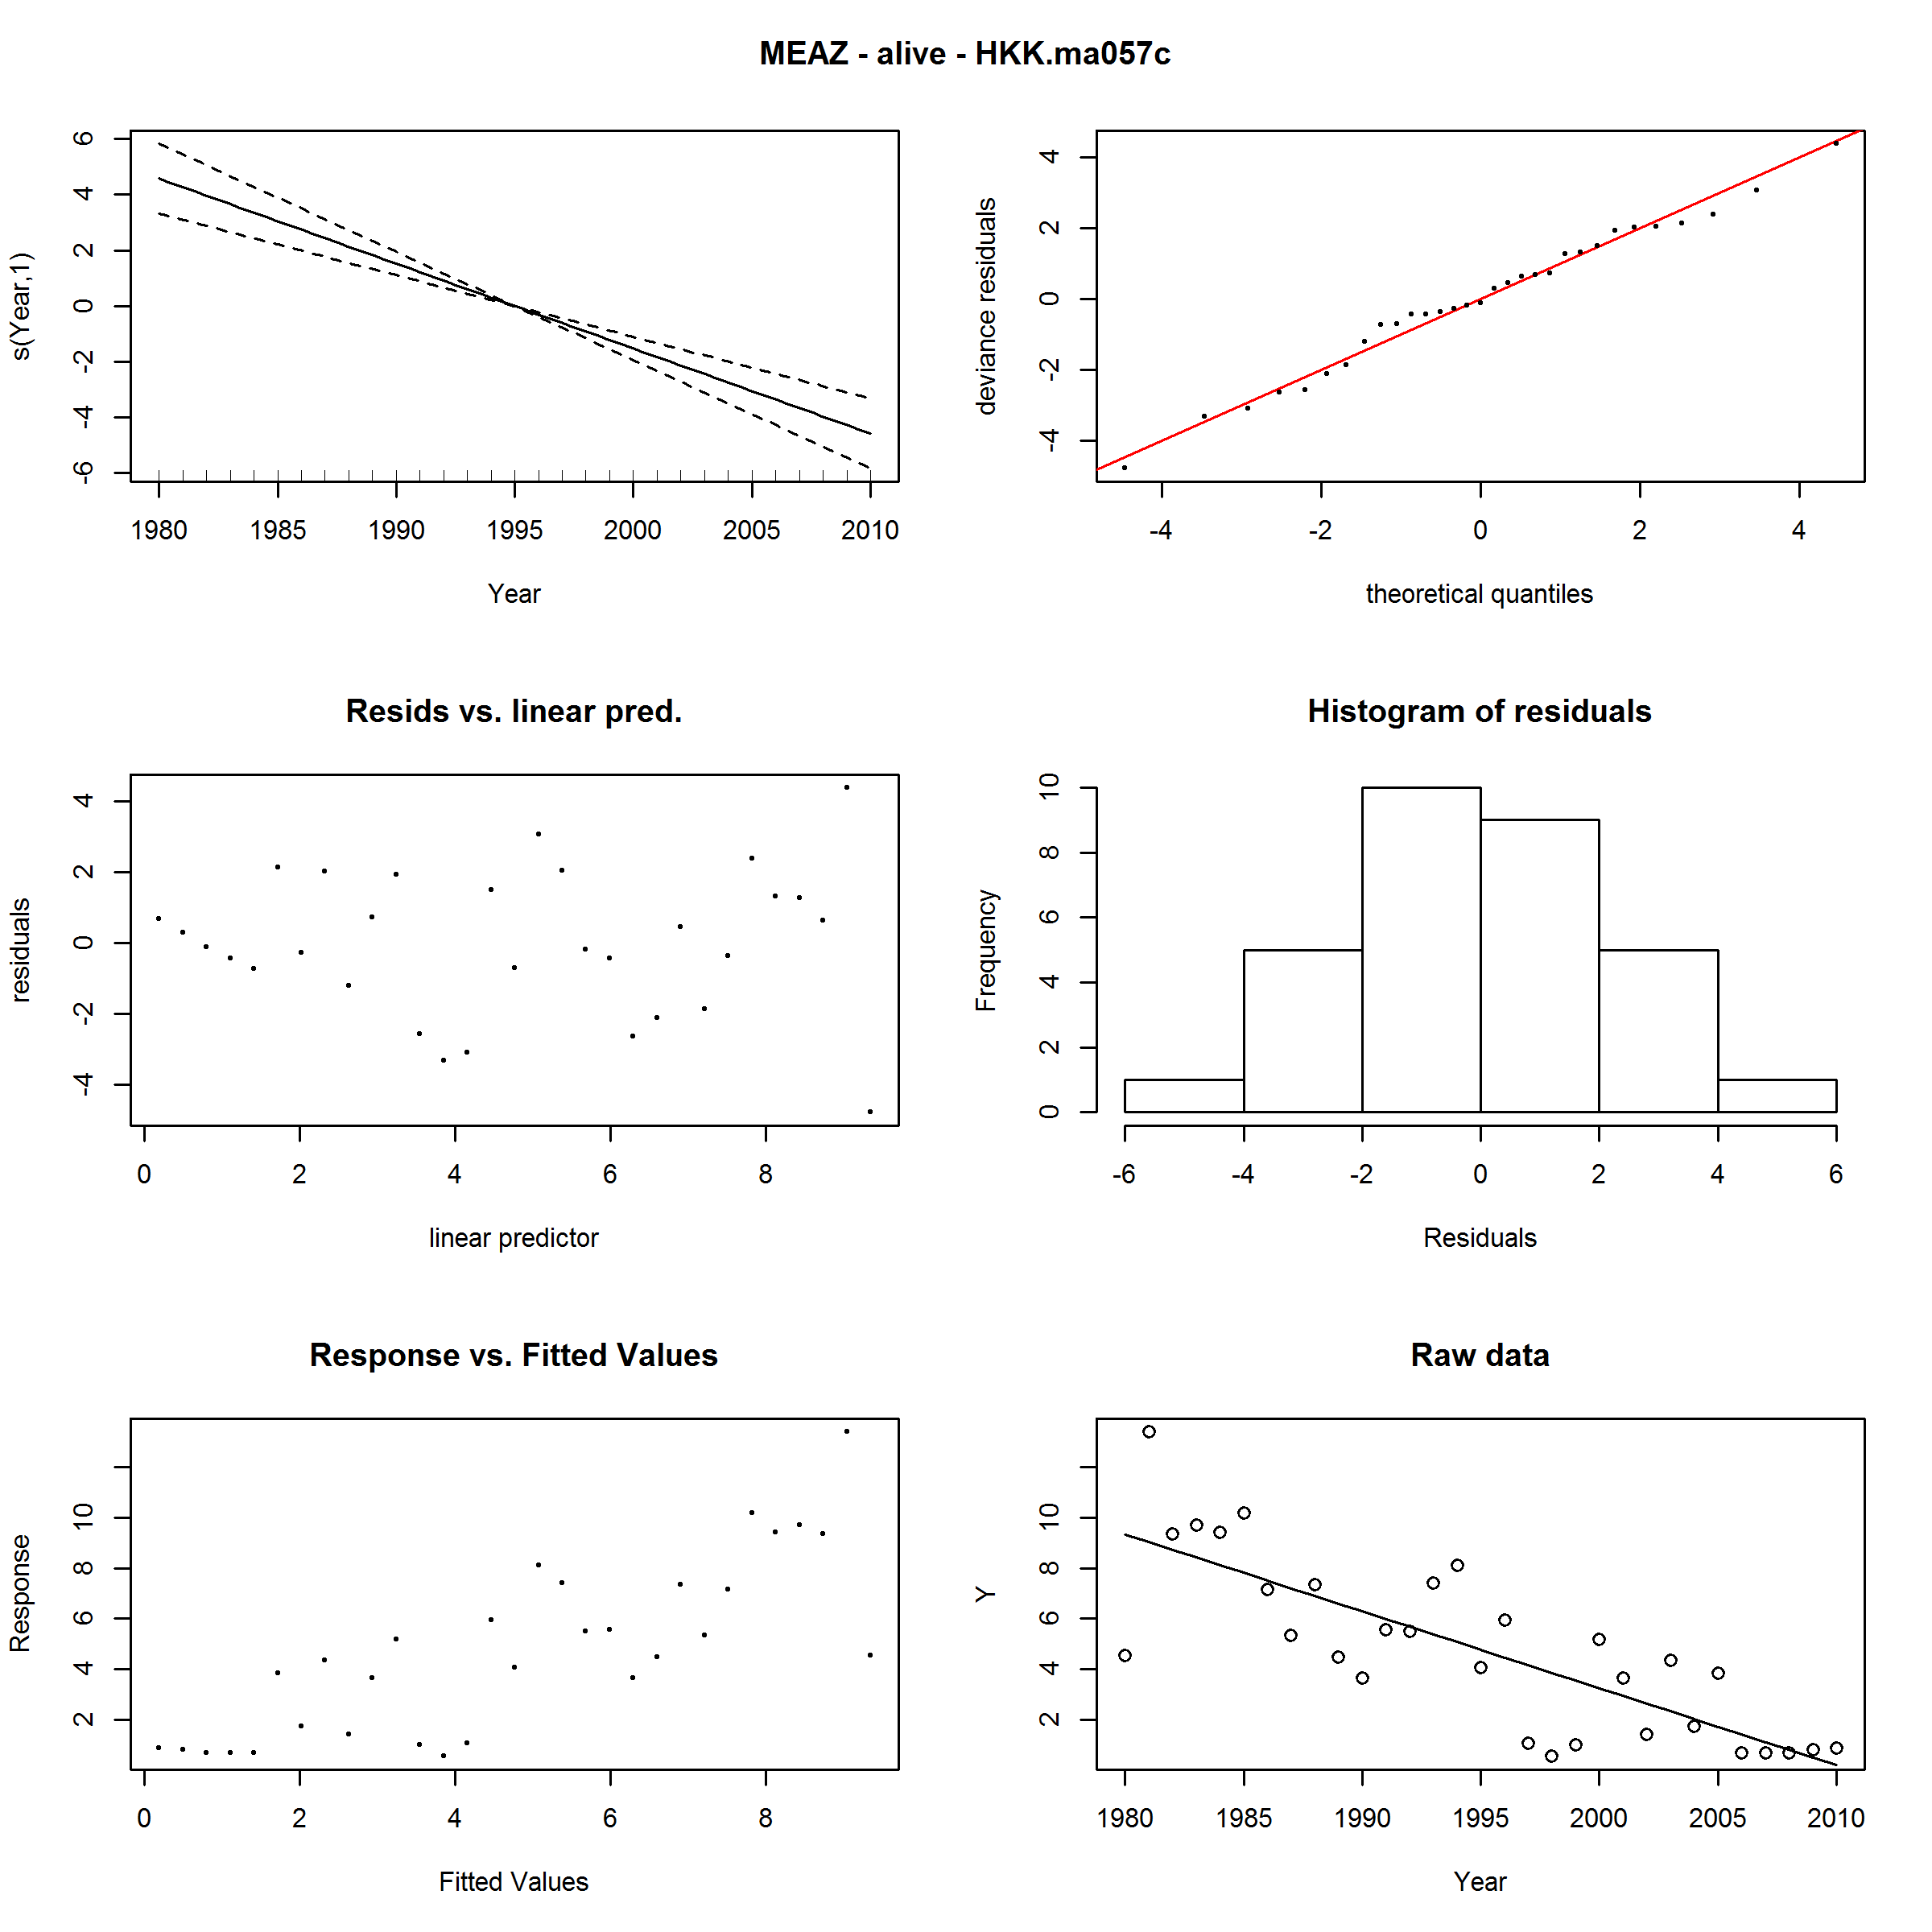 MEAZ - alive - HKK.ma057c
s(Year,1)
6
4
2
0
-2
-4
-6
1980 1985 1990 1995 2000 2005 2010
Year
deviance residuals
4
2
0
-2
-4
-4 -2 0 2 4
theoretical quantiles
Resids vs. linear pred.
residuals
4
2
0
-2
-4
0 2 4 6 8
linear predictor
Histogram of residuals
Frequency
10
8
6
4
2
0
-6 -4 -2 0 2 4 6
Residuals
Response vs. Fitted Values
Response
10
8
6
4
2
0 2 4 6 8
Fitted Values
Raw data
Y
10
8
6
4
2
1980 1985 1990 1995 2000 2005 2010
Year